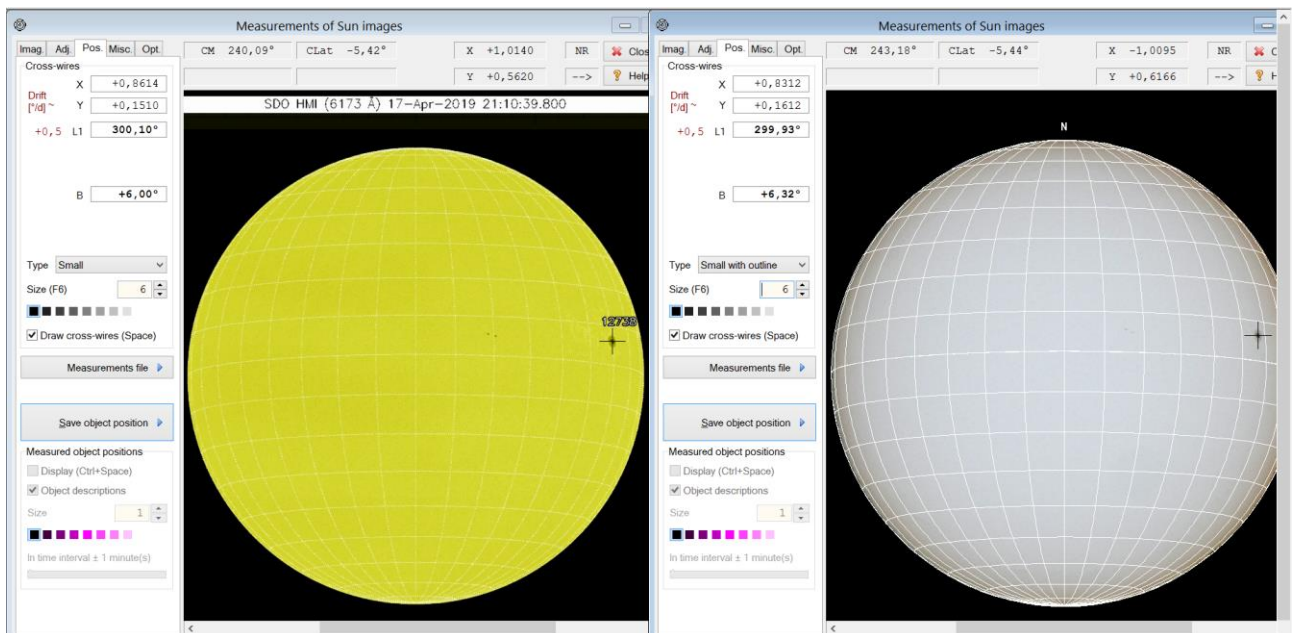 Measurements of Sun images
Imag. Adj. Pos. Misc. Opt.
CM 240,09° CLat -5,42° X +1,0140 NR Clos
Y +0,5620 --> Help
Cross-wires
X +0,8614
Drift
[°/d] ~ Y +0,1510
+0,5 L1 300,10°
B +6,00°
Type Small
Size (F6) 6
Draw cross-wires (Space)
Measurements file
Save object position
Measured object positions
Display (Ctrl+Space)
Object descriptions
Size 1
In time interval ± 1 minute(s)
SDO HMI (6173 Å) 17-Apr-2019 21:10:39.800
12738
Measurements of Sun images
Imag. Adj. Pos. Misc. Opt.
CM 243,18° CLat -5,44° X -1,0095 NR C
Y +0,6166 --> H
Cross-wires
X +0,8312
Drift
[°/d] ~ Y +0,1612
+0,5 L1 299,93°
B +6,32°
Type Small with outline
Size (F6) 6
Draw cross-wires (Space)
Measurements file
Save object position
Measured object positions
Display (Ctrl+Space)
Object descriptions
Size 1
In time interval ± 1 minute(s)
N